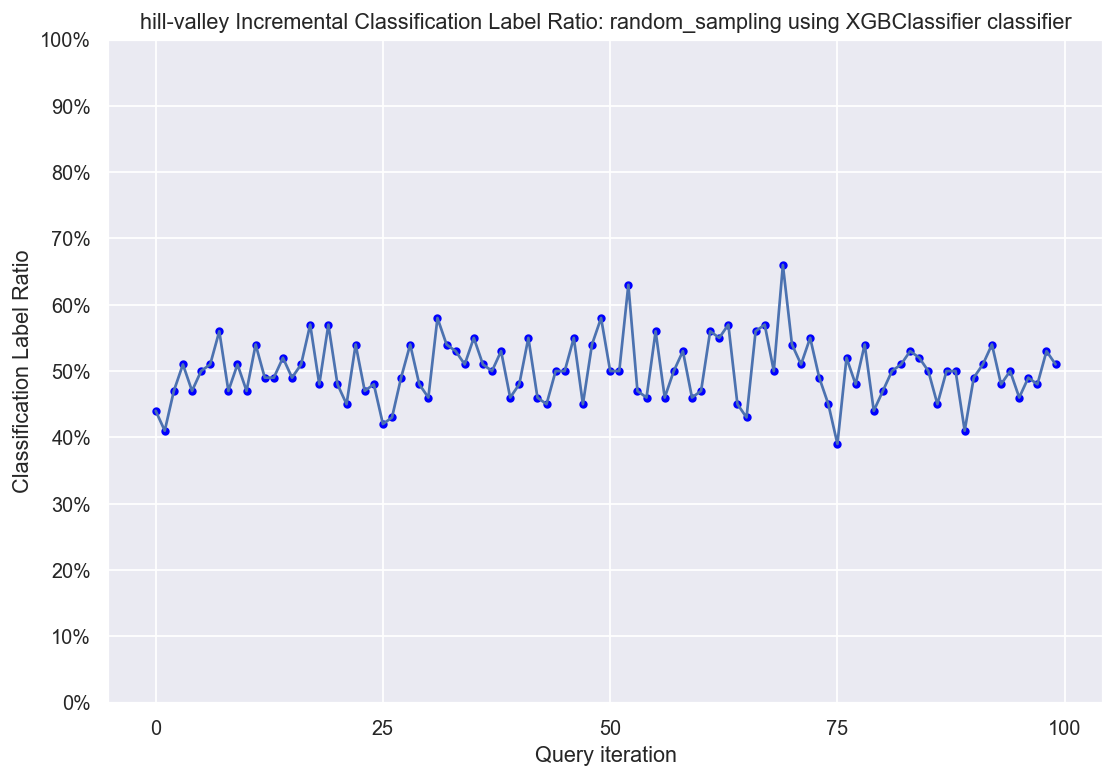 hill-valley Incremental Classification Label Ratio: random_sampling using XGBClassifier classifier
100%
90%
80%
70%
60%
50%
40%
30%
20%
10%
0%
Classification Label Ratio
0 25 50 75 100
Query iteration